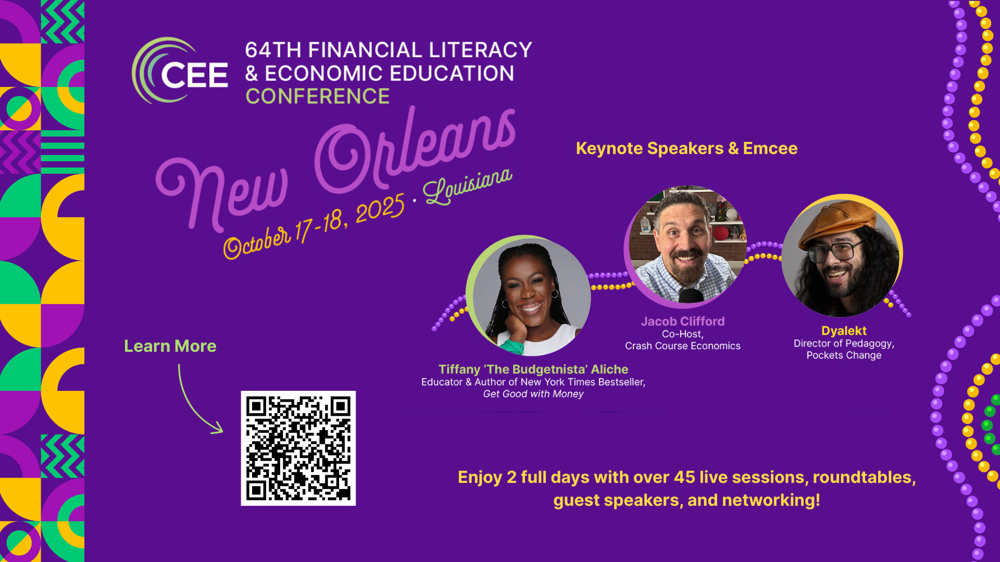 CEE
64TH FINANCIAL LITERACY
& ECONOMIC EDUCATION
CONFERENCE
New Orleans
October 17-18, 2025 · Louisiana
Keynote Speakers & Emcee
Jacob Clifford
Co-Host,
Crash Course Economics
Dyalekt
Director of Pedagogy,
Pockets Change
Tiffany ‘The Budgetnista’ Aliche
Educator & Author of New York Times Bestseller,
Get Good with Money
Learn More
Enjoy 2 full days with over 45 live sessions, roundtables,
guest speakers, and networking!